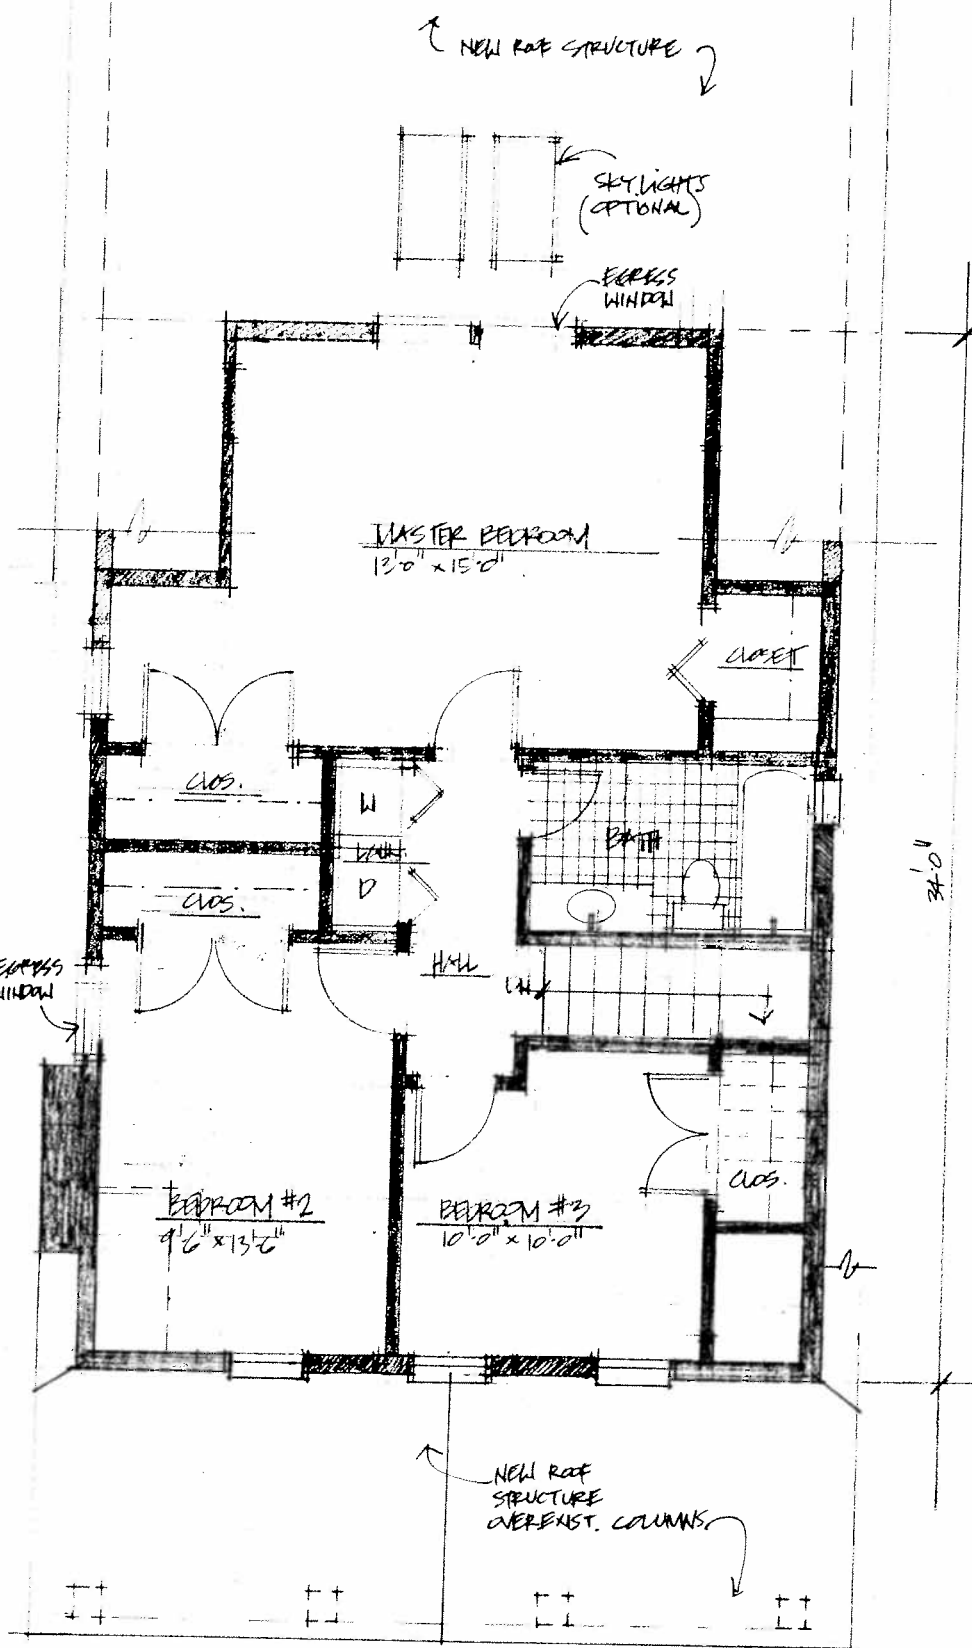 NEW ROOF STRUCTURE
SKYLIGHTS
(OPTIONAL)
EGRESS
WINDOW
MASTER BEDROOM
13'-0" x 15'-0"
CLOSET
CLOS.
W
LAUN.
D
BATH
34'-0"
CLOS.
HALL
DN
EGRESS
WINDOW
CLOS.
BEDROOM #2
9'-6" x 13'-6"
BEDROOM #3
10'-0" x 10'-0"
NEW ROOF
STRUCTURE
OVER EXIST. COLUMNS